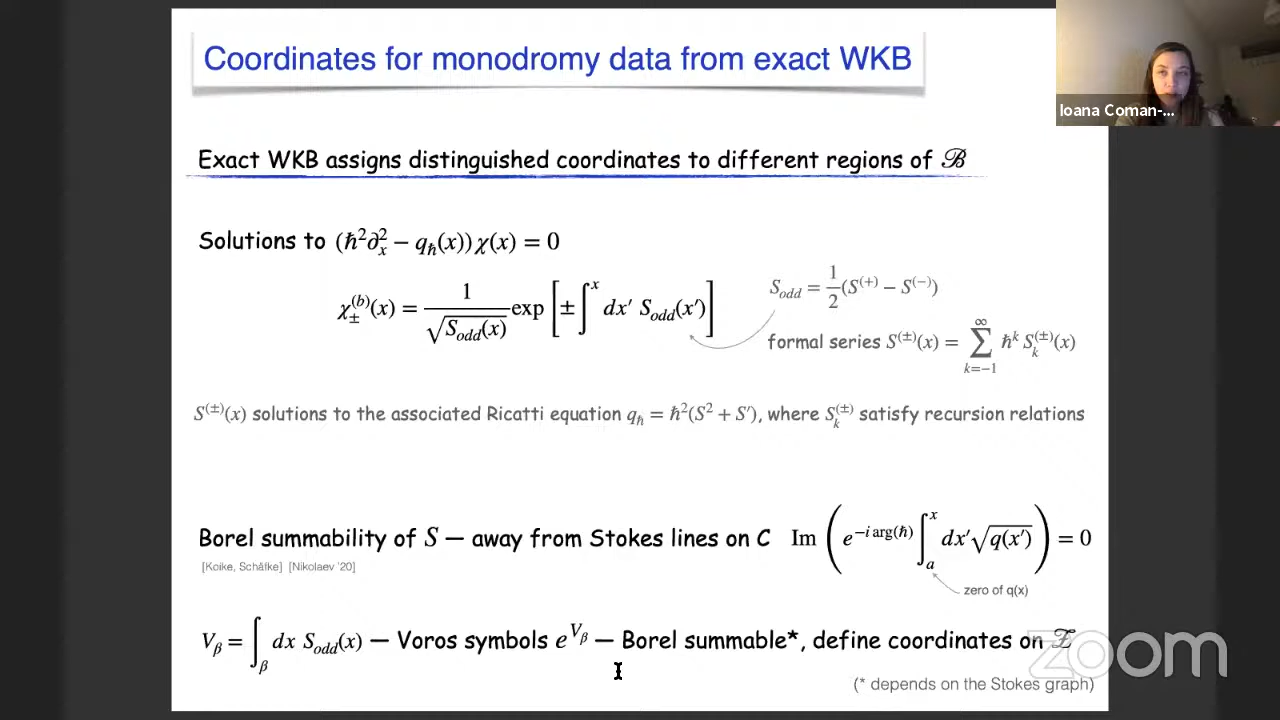 Coordinates for monodromy data from exact WKB
Ioana Coman-...
Exact WKB assigns distinguished coordinates to different regions of ℬ
Solutions to (ℏ²∂ₓ² − q_ℏ(x))χ(x) = 0
χ_±^(b)(x) = 1/√(S_odd(x)) exp [± ∫^x dx′ S_odd(x′)]
S_odd = 1/2 (S^(+) − S^(−))
formal series S^(±)(x) = ∑_{k=−1}^∞ ℏ^k S_k^(±)(x)
S^(±)(x) solutions to the associated Ricatti equation q_ℏ = ℏ²(S² + S′), where S_k^(±) satisfy recursion relations
Borel summability of S — away from Stokes lines on C Im (e^{−i arg(ℏ)} ∫_a^x dx′√(q(x′))) = 0
[Koike, Schäfke] [Nikolaev '20]
zero of q(x)
V_β = ∫_β dx S_odd(x) — Voros symbols e^{V_β} — Borel summable*, define coordinates on 𝒵
(* depends on the Stokes graph)
zoom